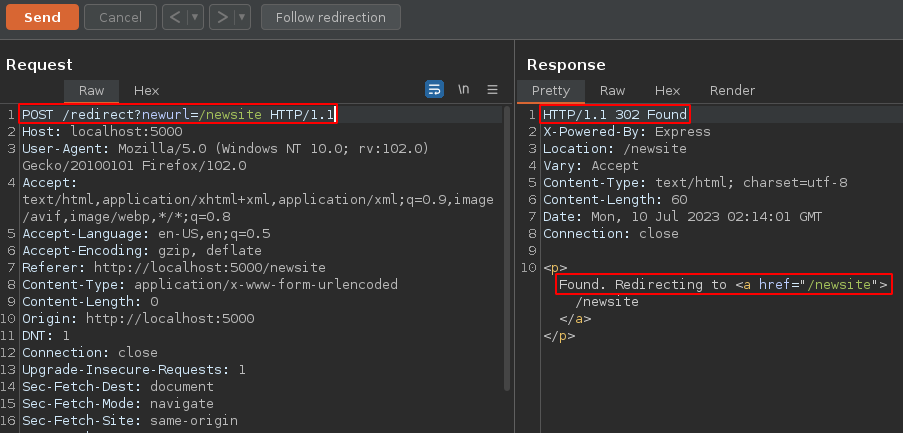 Send Cancel < | ▼ > | ▼ Follow redirection
Request
Raw Hex \n
1 POST /redirect?newurl=/newsite HTTP/1.1
2 Host: localhost:5000
3 User-Agent: Mozilla/5.0 (Windows NT 10.0; rv:102.0)
Gecko/20100101 Firefox/102.0
4 Accept:
text/html,application/xhtml+xml,application/xml;q=0.9,image
/avif,image/webp,*/*;q=0.8
5 Accept-Language: en-US,en;q=0.5
6 Accept-Encoding: gzip, deflate
7 Referer: http://localhost:5000/newsite
8 Content-Type: application/x-www-form-urlencoded
9 Content-Length: 0
10 Origin: http://localhost:5000
11 DNT: 1
12 Connection: close
13 Upgrade-Insecure-Requests: 1
14 Sec-Fetch-Dest: document
15 Sec-Fetch-Mode: navigate
16 Sec-Fetch-Site: same-origin
Response
Pretty Raw Hex Render
1 HTTP/1.1 302 Found
2 X-Powered-By: Express
3 Location: /newsite
4 Vary: Accept
5 Content-Type: text/html; charset=utf-8
6 Content-Length: 60
7 Date: Mon, 10 Jul 2023 02:14:01 GMT
8 Connection: close
9
10 <p>
Found. Redirecting to <a href="/newsite">
/newsite
</a>
</p>